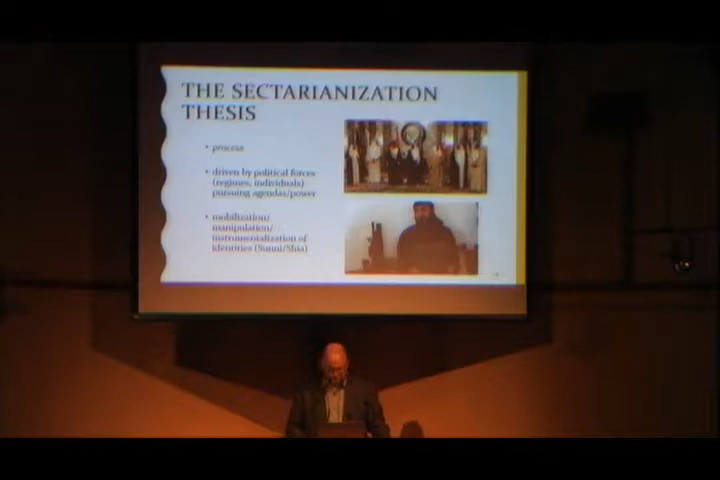 THE SECTARIANIZATION
THESIS
• process
• driven by political forces
(regimes, individuals)
pursuing agendas/power
• mobilization/
manipulation/
instrumentalization of
identities (Sunni/Shia)